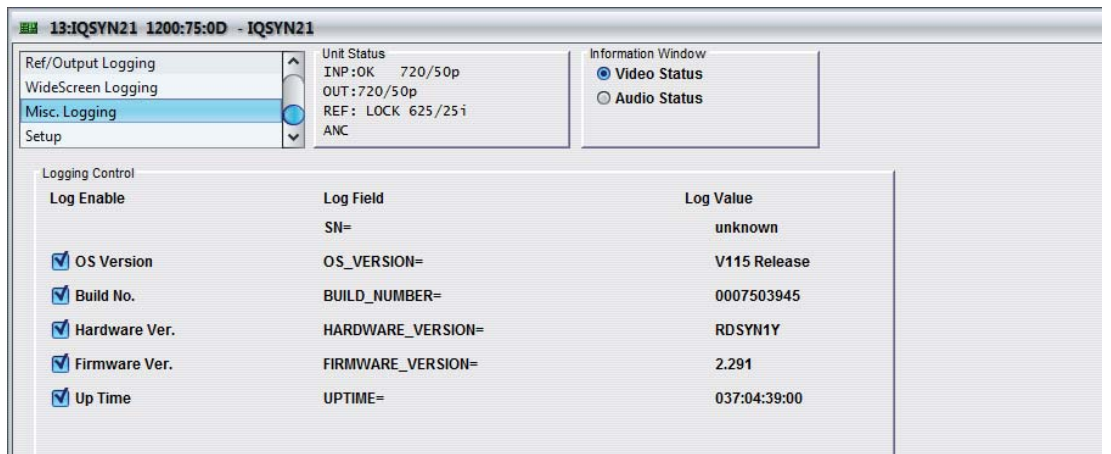 13:IQSYN21 1200:75:0D - IQSYN21
Ref/Output Logging
WideScreen Logging
Misc. Logging
Setup
Unit Status
INP:OK 720/50p
OUT:720/50p
REF: LOCK 625/25i
ANC
Information Window
Video Status
Audio Status
Logging Control
Log Enable Log Field Log Value
SN= unknown
OS Version OS_VERSION= V115 Release
Build No. BUILD_NUMBER= 0007503945
Hardware Ver. HARDWARE_VERSION= RDSYN1Y
Firmware Ver. FIRMWARE_VERSION= 2.291
Up Time UPTIME= 037:04:39:00